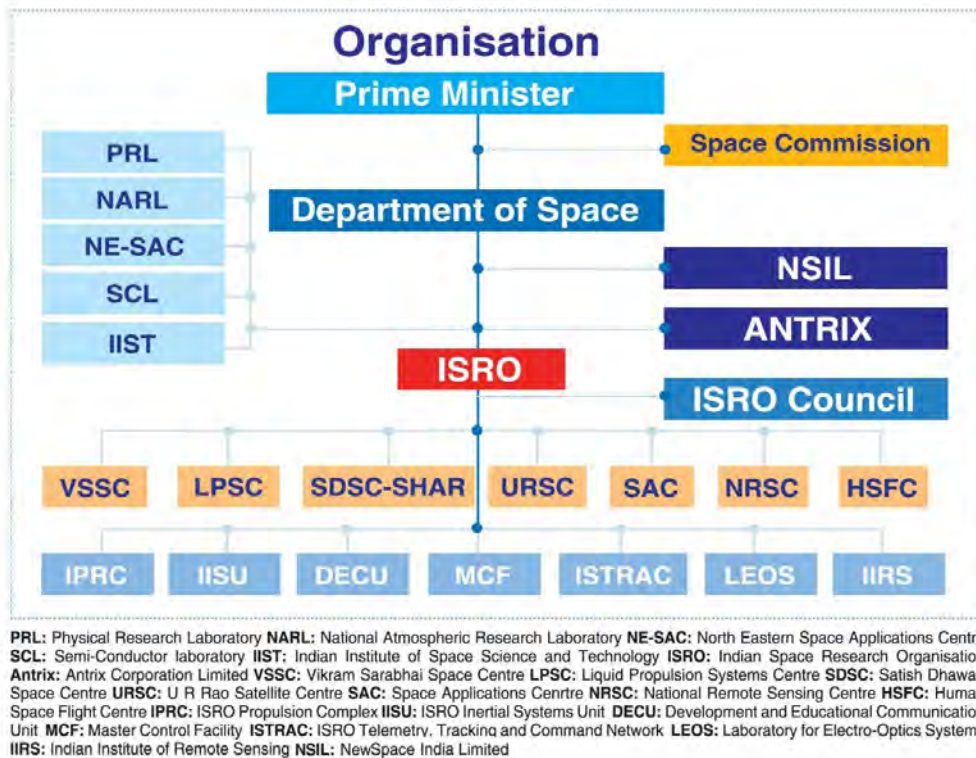 Organisation
Prime Minister
Space Commission
PRL
NARL
NE-SAC
SCL
IIST
Department of Space
NSIL
ANTRIX
ISRO
ISRO Council
VSSC LPSC SDSC-SHAR URSC SAC NRSC HSFC
IPRC IISU DECU MCF ISTRAC LEOS IIRS
PRL: Physical Research Laboratory NARL: National Atmospheric Research Laboratory NE-SAC: North Eastern Space Applications Centr
SCL: Semi-Conductor laboratory IIST: Indian Institute of Space Science and Technology ISRO: Indian Space Research Organisatio
Antrix: Antrix Corporation Limited VSSC: Vikram Sarabhai Space Centre LPSC: Liquid Propulsion Systems Centre SDSC: Satish Dhawa
Space Centre URSC: U R Rao Satellite Centre SAC: Space Applications Cenrtre NRSC: National Remote Sensing Centre HSFC: Huma
Space Flight Centre IPRC: ISRO Propulsion Complex IISU: ISRO Inertial Systems Unit DECU: Development and Educational Communicatio
Unit MCF: Master Control Facility ISTRAC: ISRO Telemetry, Tracking and Command Network LEOS: Laboratory for Electro-Optics System
IIRS: Indian Institute of Remote Sensing NSIL: NewSpace India Limited